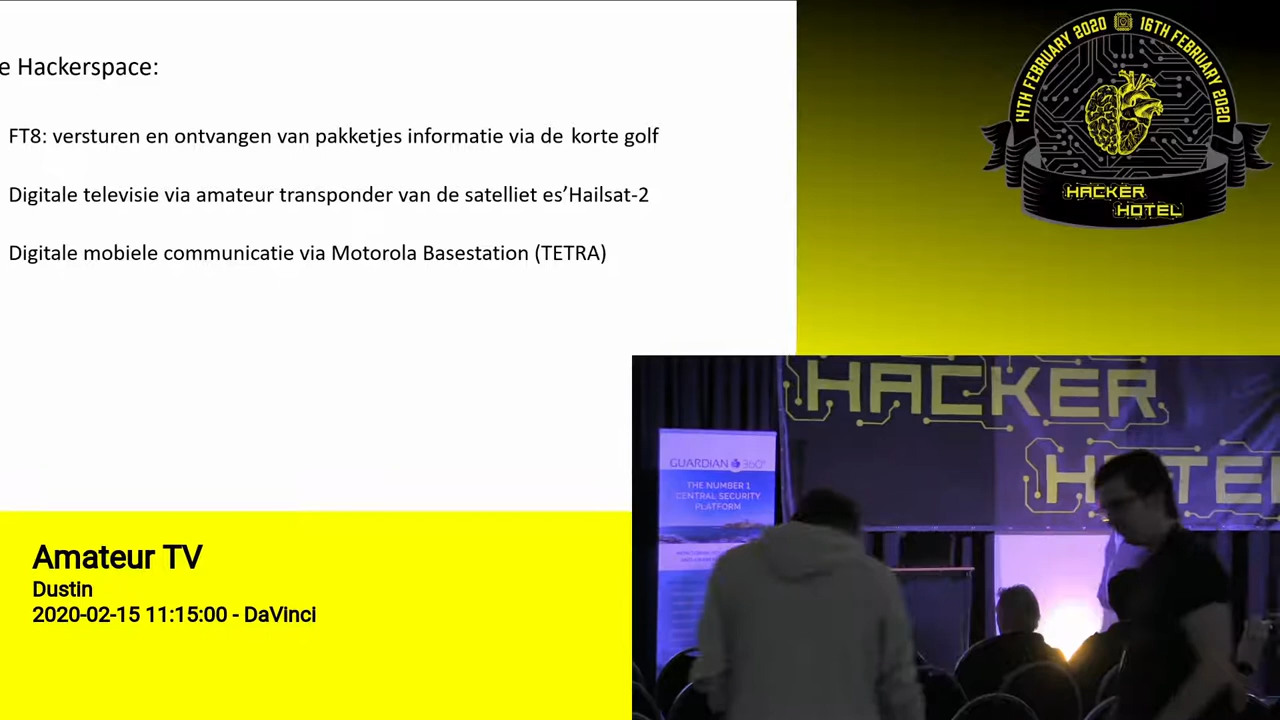 e Hackerspace:
FT8: versturen en ontvangen van pakketjes informatie via de korte golf
Digitale televisie via amateur transponder van de satelliet es’Hailsat-2
Digitale mobiele communicatie via Motorola Basestation (TETRA)
14TH FEBRUARY 2020
16TH FEBRUARY 2020
HACKER
HOTEL
HACKER
HOTE
GUARDIAN 360°
THE NUMBER 1
CENTRAL SECURITY
PLATFORM
Amateur TV
Dustin
2020-02-15 11:15:00 - DaVinci